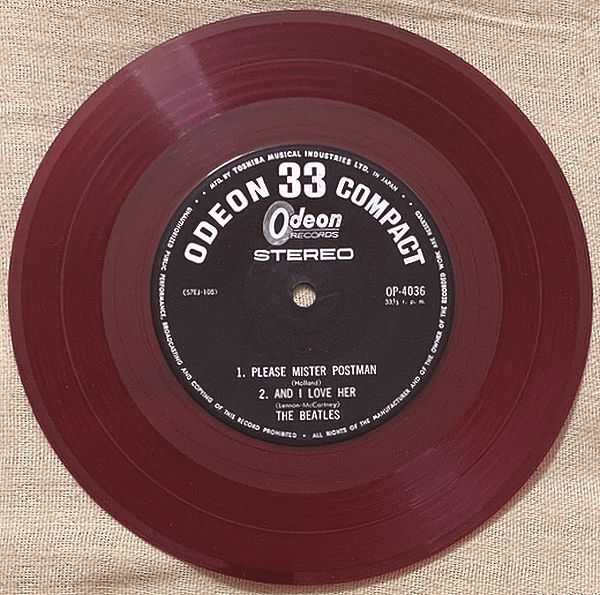 MFD. BY TOSHIBA MUSICAL INDUSTRIES LTD. IN JAPAN
ODEON 33 COMPACT
Odeon
RECORDS
STEREO
(S7EJ-105)
OP-4036
33⅓ r. p. m.
1. PLEASE MISTER POSTMAN
(Holland)
2. AND I LOVE HER
(Lennon-McCartney)
THE BEATLES
UNAUTHORIZED PUBLIC PERFORMANCE, BROADCASTING AND COPYING OF THIS RECORD PROHIBITED • ALL RIGHTS OF THE MANUFACTURER AND OF THE OWNER OF THE RECORDED WORK ARE RESERVED